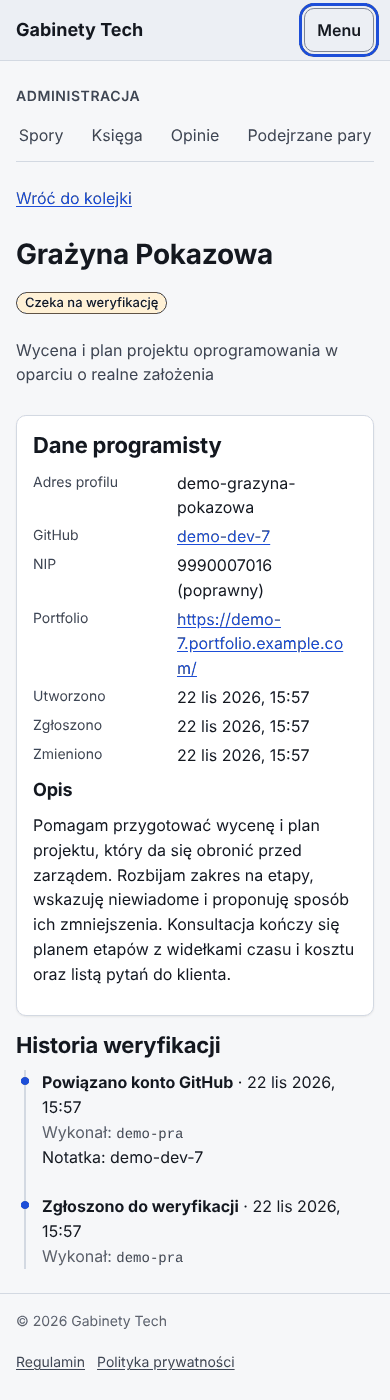 Gabinety Tech
Menu
ADMINISTRACJA
Spory Księga Opinie Podejrzane pary
Wróć do kolejki
Grażyna Pokazowa
Czeka na weryfikację
Wycena i plan projektu oprogramowania w
oparciu o realne założenia
Dane programisty
Adres profilu demo-grazyna-
pokazowa
GitHub demo-dev-7
NIP 9990007016
(poprawny)
Portfolio https://demo-
7.portfolio.example.co
m/
Utworzono 22 lis 2026, 15:57
Zgłoszono 22 lis 2026, 15:57
Zmieniono 22 lis 2026, 15:57
Opis
Pomagam przygotować wycenę i plan
projektu, który da się obronić przed
zarządem. Rozbijam zakres na etapy,
wskazuję niewiadome i proponuję sposób
ich zmniejszenia. Konsultacja kończy się
planem etapów z widełkami czasu i kosztu
oraz listą pytań do klienta.
Historia weryfikacji
Powiązano konto GitHub · 22 lis 2026,
15:57
Wykonał: demo-pra
Notatka: demo-dev-7
Zgłoszono do weryfikacji · 22 lis 2026,
15:57
Wykonał: demo-pra
© 2026 Gabinety Tech
Regulamin Polityka prywatności